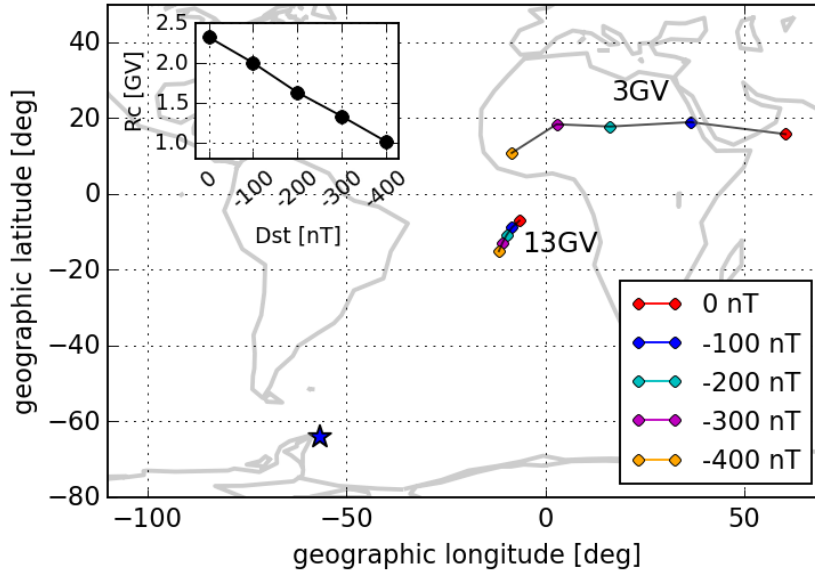 2.5
2.0
1.5
1.0
Rc [GV]
0
-100
-200
-300
-400
Dst [nT]
3GV
13GV
40
20
0
−20
−40
−60
−80
geographic latitude [deg]
−100
−50
0
50
geographic longitude [deg]
0 nT
-100 nT
-200 nT
-300 nT
-400 nT